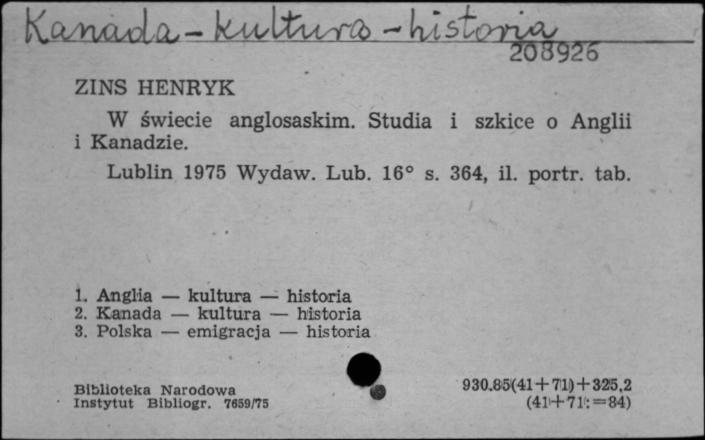 Kanada – kultura – historia
208926
ZINS HENRYK
W świecie anglosaskim. Studia i szkice o Anglii
i Kanadzie.
Lublin 1975 Wydaw. Lub. 16° s. 364, il. portr. tab.
1. Anglia — kultura — historia
2. Kanada — kultura — historia
3. Polska — emigracja — historia
Biblioteka Narodowa
Instytut Bibliogr. 7659/75
930.85(41+71)+325.2
(41+71:=84)